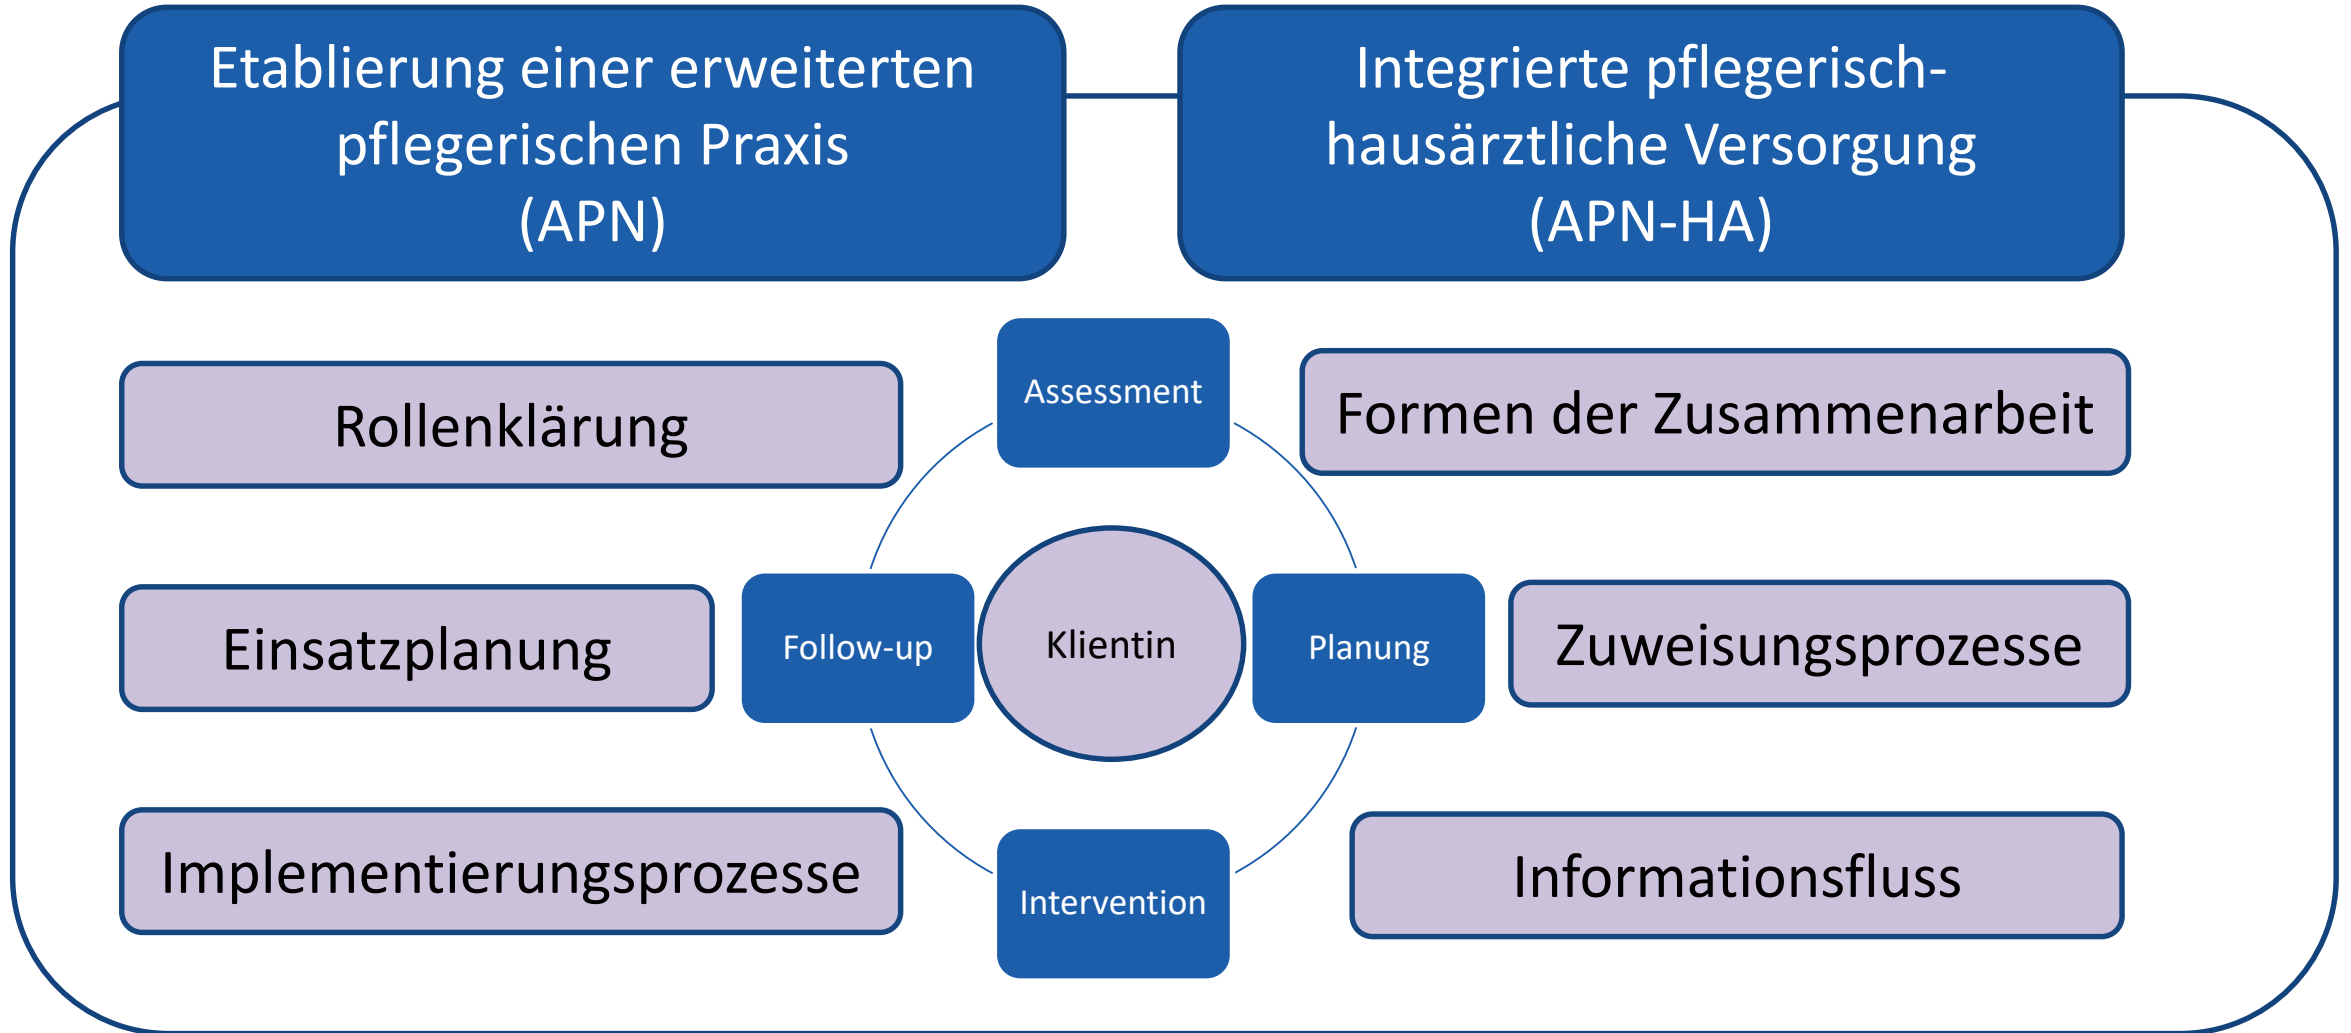 Etablierung einer erweiterten
pflegerischen Praxis
(APN)
Integrierte pflegerisch-
hausärztliche Versorgung
(APN-HA)
Rollenklärung
Einsatzplanung
Implementierungsprozesse
Assessment
Follow-up
Klientin
Planung
Intervention
Formen der Zusammenarbeit
Zuweisungsprozesse
Informationsfluss